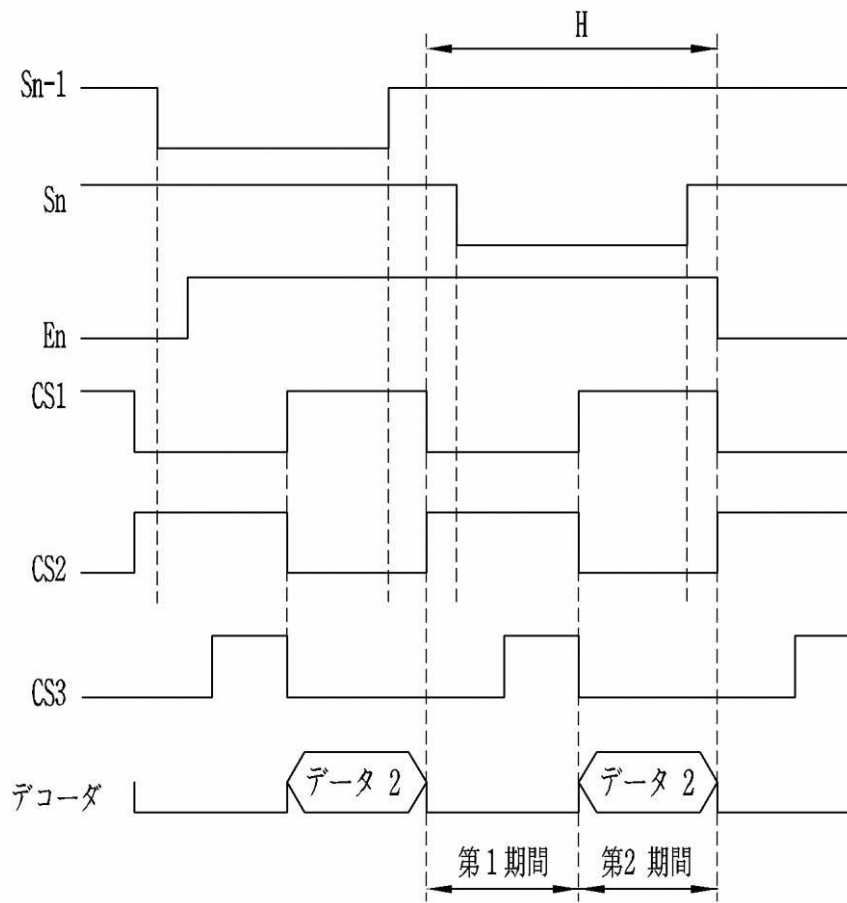 H
Sn-1
Sn
En
CS1
CS2
CS3
デコーダ
データ 2
データ 2
第1期間
第2 期間